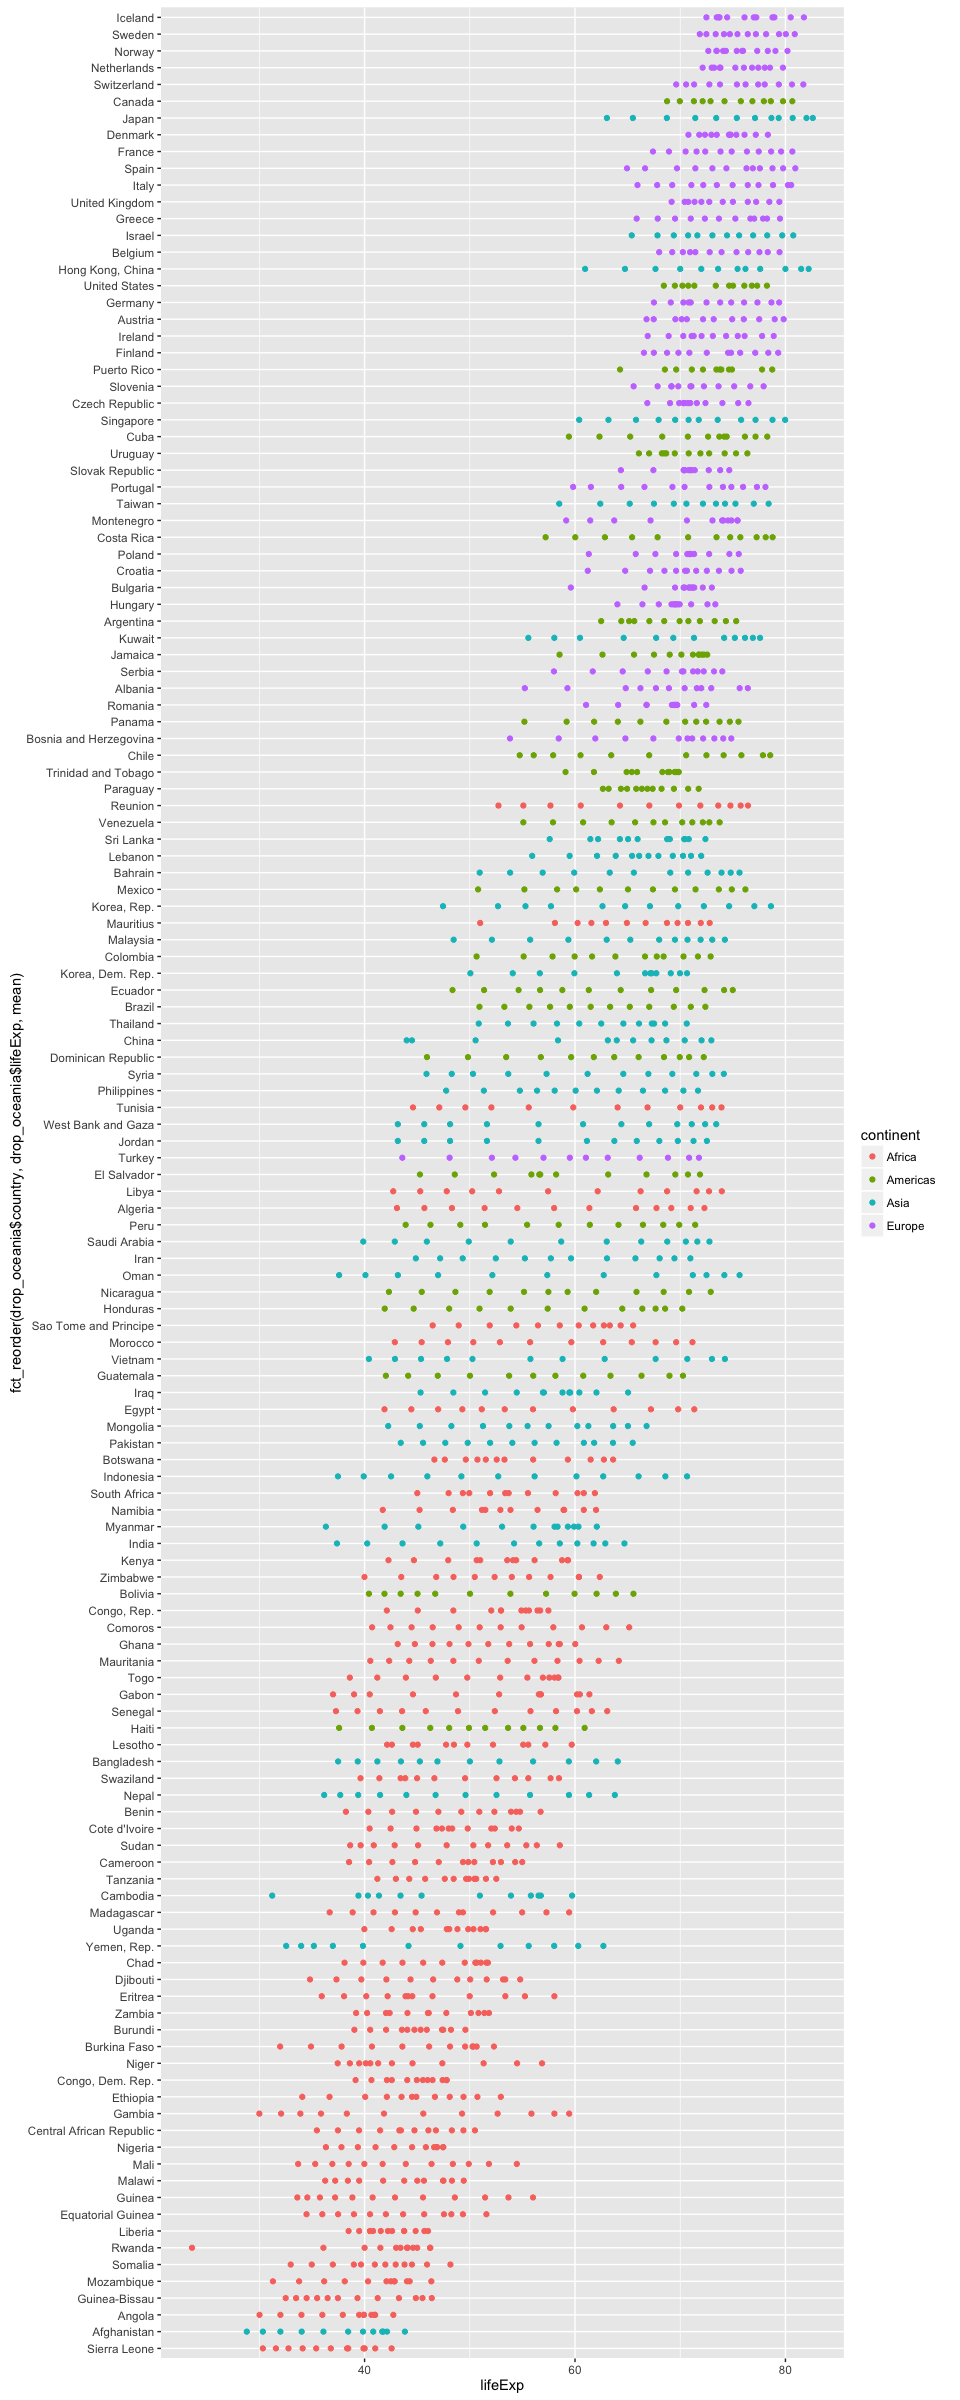 Iceland
Sweden
Norway
Netherlands
Switzerland
Canada
Japan
Denmark
France
Spain
Italy
United Kingdom
Greece
Israel
Belgium
Hong Kong, China
United States
Germany
Austria
Ireland
Finland
Puerto Rico
Slovenia
Czech Republic
Singapore
Cuba
Uruguay
Slovak Republic
Portugal
Taiwan
Montenegro
Costa Rica
Poland
Croatia
Bulgaria
Hungary
Argentina
Kuwait
Jamaica
Serbia
Albania
Romania
Panama
Bosnia and Herzegovina
Chile
Trinidad and Tobago
Paraguay
Reunion
Venezuela
Sri Lanka
Lebanon
Bahrain
Mexico
Korea, Rep.
Mauritius
Malaysia
Colombia
Korea, Dem. Rep.
Ecuador
Brazil
Thailand
China
Dominican Republic
Syria
Philippines
Tunisia
West Bank and Gaza
Jordan
Turkey
El Salvador
Libya
Algeria
Peru
Saudi Arabia
Iran
Oman
Nicaragua
Honduras
Sao Tome and Principe
Morocco
Vietnam
Guatemala
Iraq
Egypt
Mongolia
Pakistan
Botswana
Indonesia
South Africa
Namibia
Myanmar
India
Kenya
Zimbabwe
Bolivia
Congo, Rep.
Comoros
Ghana
Mauritania
Togo
Gabon
Senegal
Haiti
Lesotho
Bangladesh
Swaziland
Nepal
Benin
Cote d'Ivoire
Sudan
Cameroon
Tanzania
Cambodia
Madagascar
Uganda
Yemen, Rep.
Chad
Djibouti
Eritrea
Zambia
Burundi
Burkina Faso
Niger
Congo, Dem. Rep.
Ethiopia
Gambia
Central African Republic
Nigeria
Mali
Malawi
Guinea
Equatorial Guinea
Liberia
Rwanda
Somalia
Mozambique
Guinea-Bissau
Angola
Afghanistan
Sierra Leone
fct_reorder(drop_oceania$country, drop_oceania$lifeExp, mean)
40
60
80
lifeExp
continent
Africa
Americas
Asia
Europe